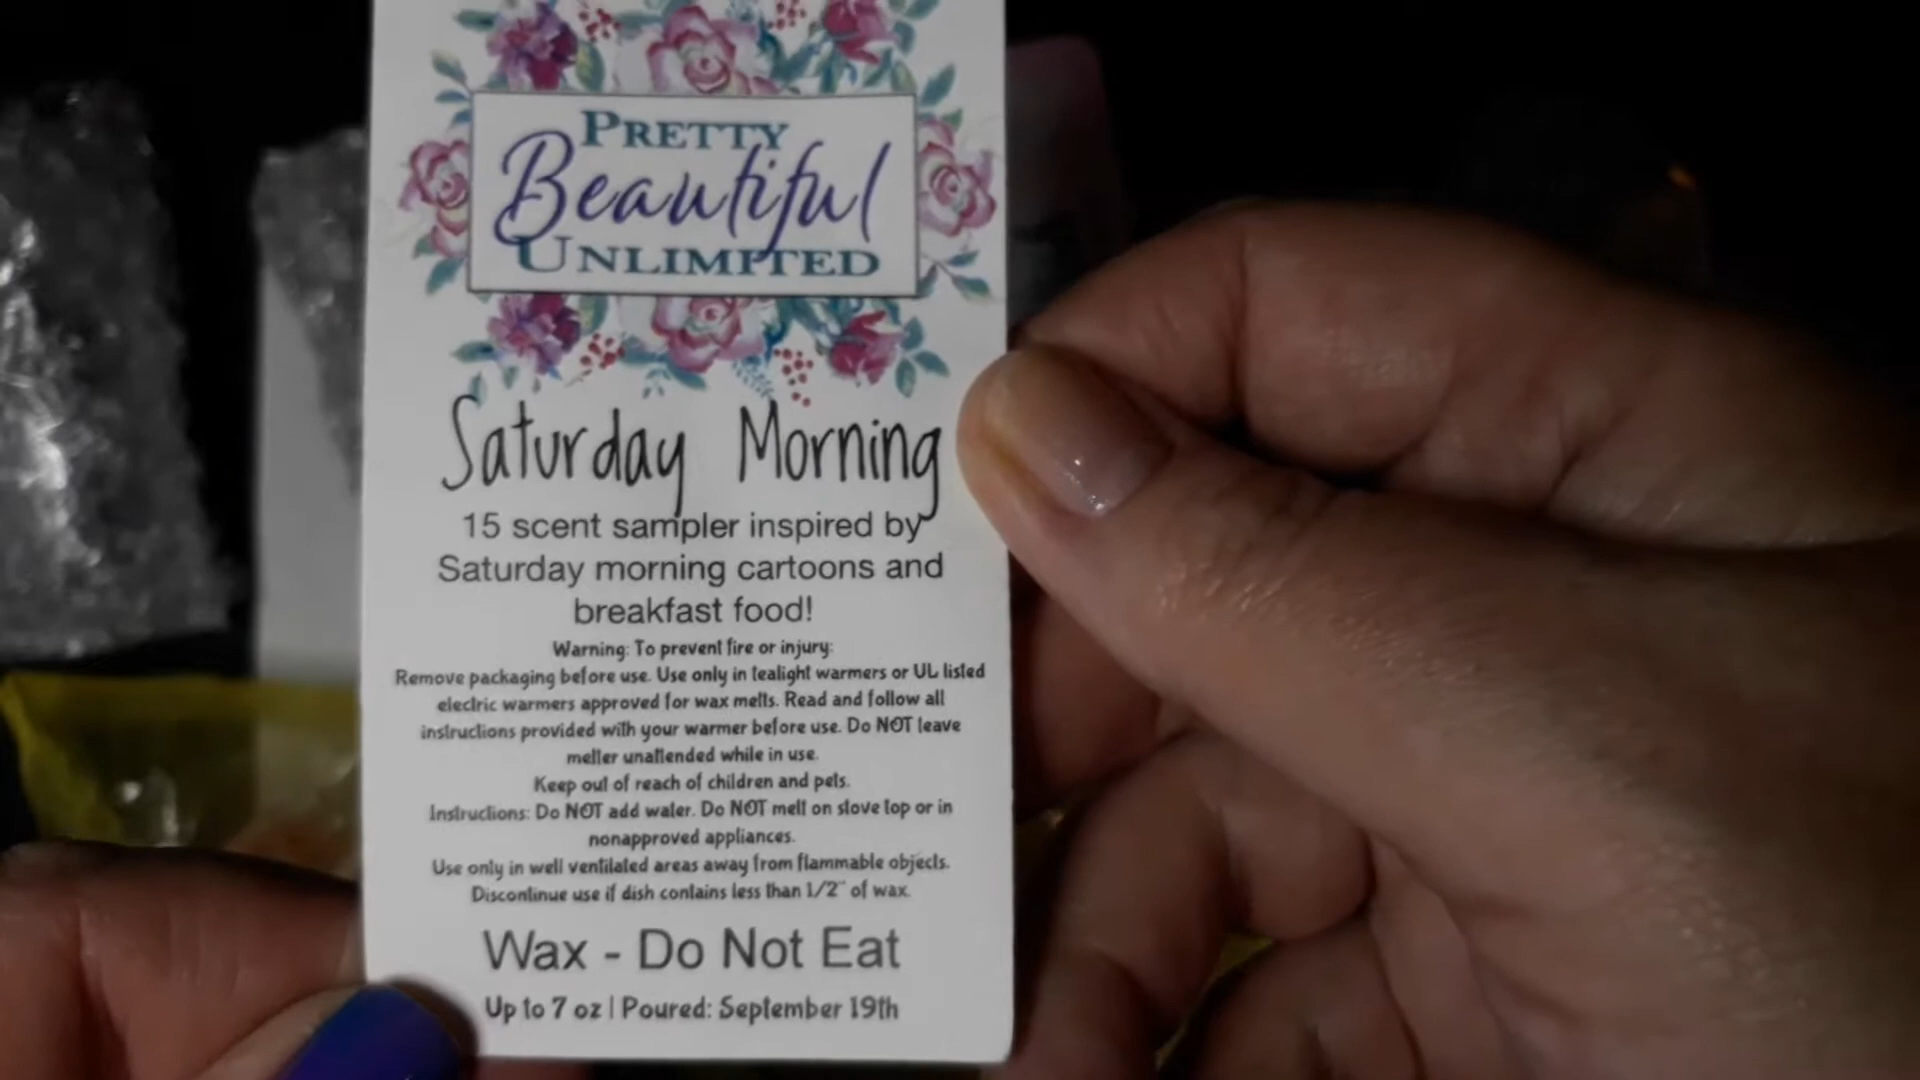 PRETTY
Beautiful
UNLIMITED
Saturday Morning
15 scent sampler inspired by
Saturday morning cartoons and
breakfast food!
Warning: To prevent fire or injury:
Remove packaging before use. Use only in tealight warmers or UL listed
electric warmers approved for wax melts. Read and follow all
instructions provided with your warmer before use. Do NOT leave
melter unattended while in use.
Keep out of reach of children and pets.
Instructions: Do NOT add water. Do NOT melt on stove top or in
nonapproved appliances.
Use only in well ventilated areas away from flammable objects.
Discontinue use if dish contains less than 1/2" of wax.
Wax - Do Not Eat
Up to 7 oz | Poured: September 19th